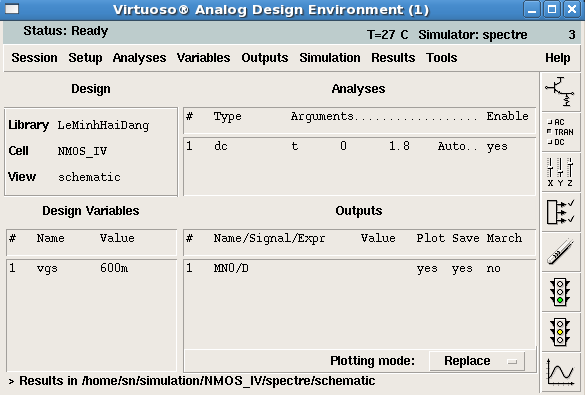 Virtuoso® Analog Design Environment (1)
Status: Ready
T=27 C Simulator: spectre 3
Session Setup Analyses Variables Outputs Simulation Results Tools Help
Design
Library LeMinhHaiDang
Cell NMOS_IV
View schematic
Analyses
# Type Arguments.................. Enable
1 dc t 0 1.8 Auto.. yes
Design Variables
# Name Value
1 vgs 600m
Outputs
# Name/Signal/Expr Value Plot Save March
1 MN0/D yes yes no
Plotting mode: Replace
> Results in /home/sn/simulation/NMOS_IV/spectre/schematic
AC
TRAN
DC
X Y Z